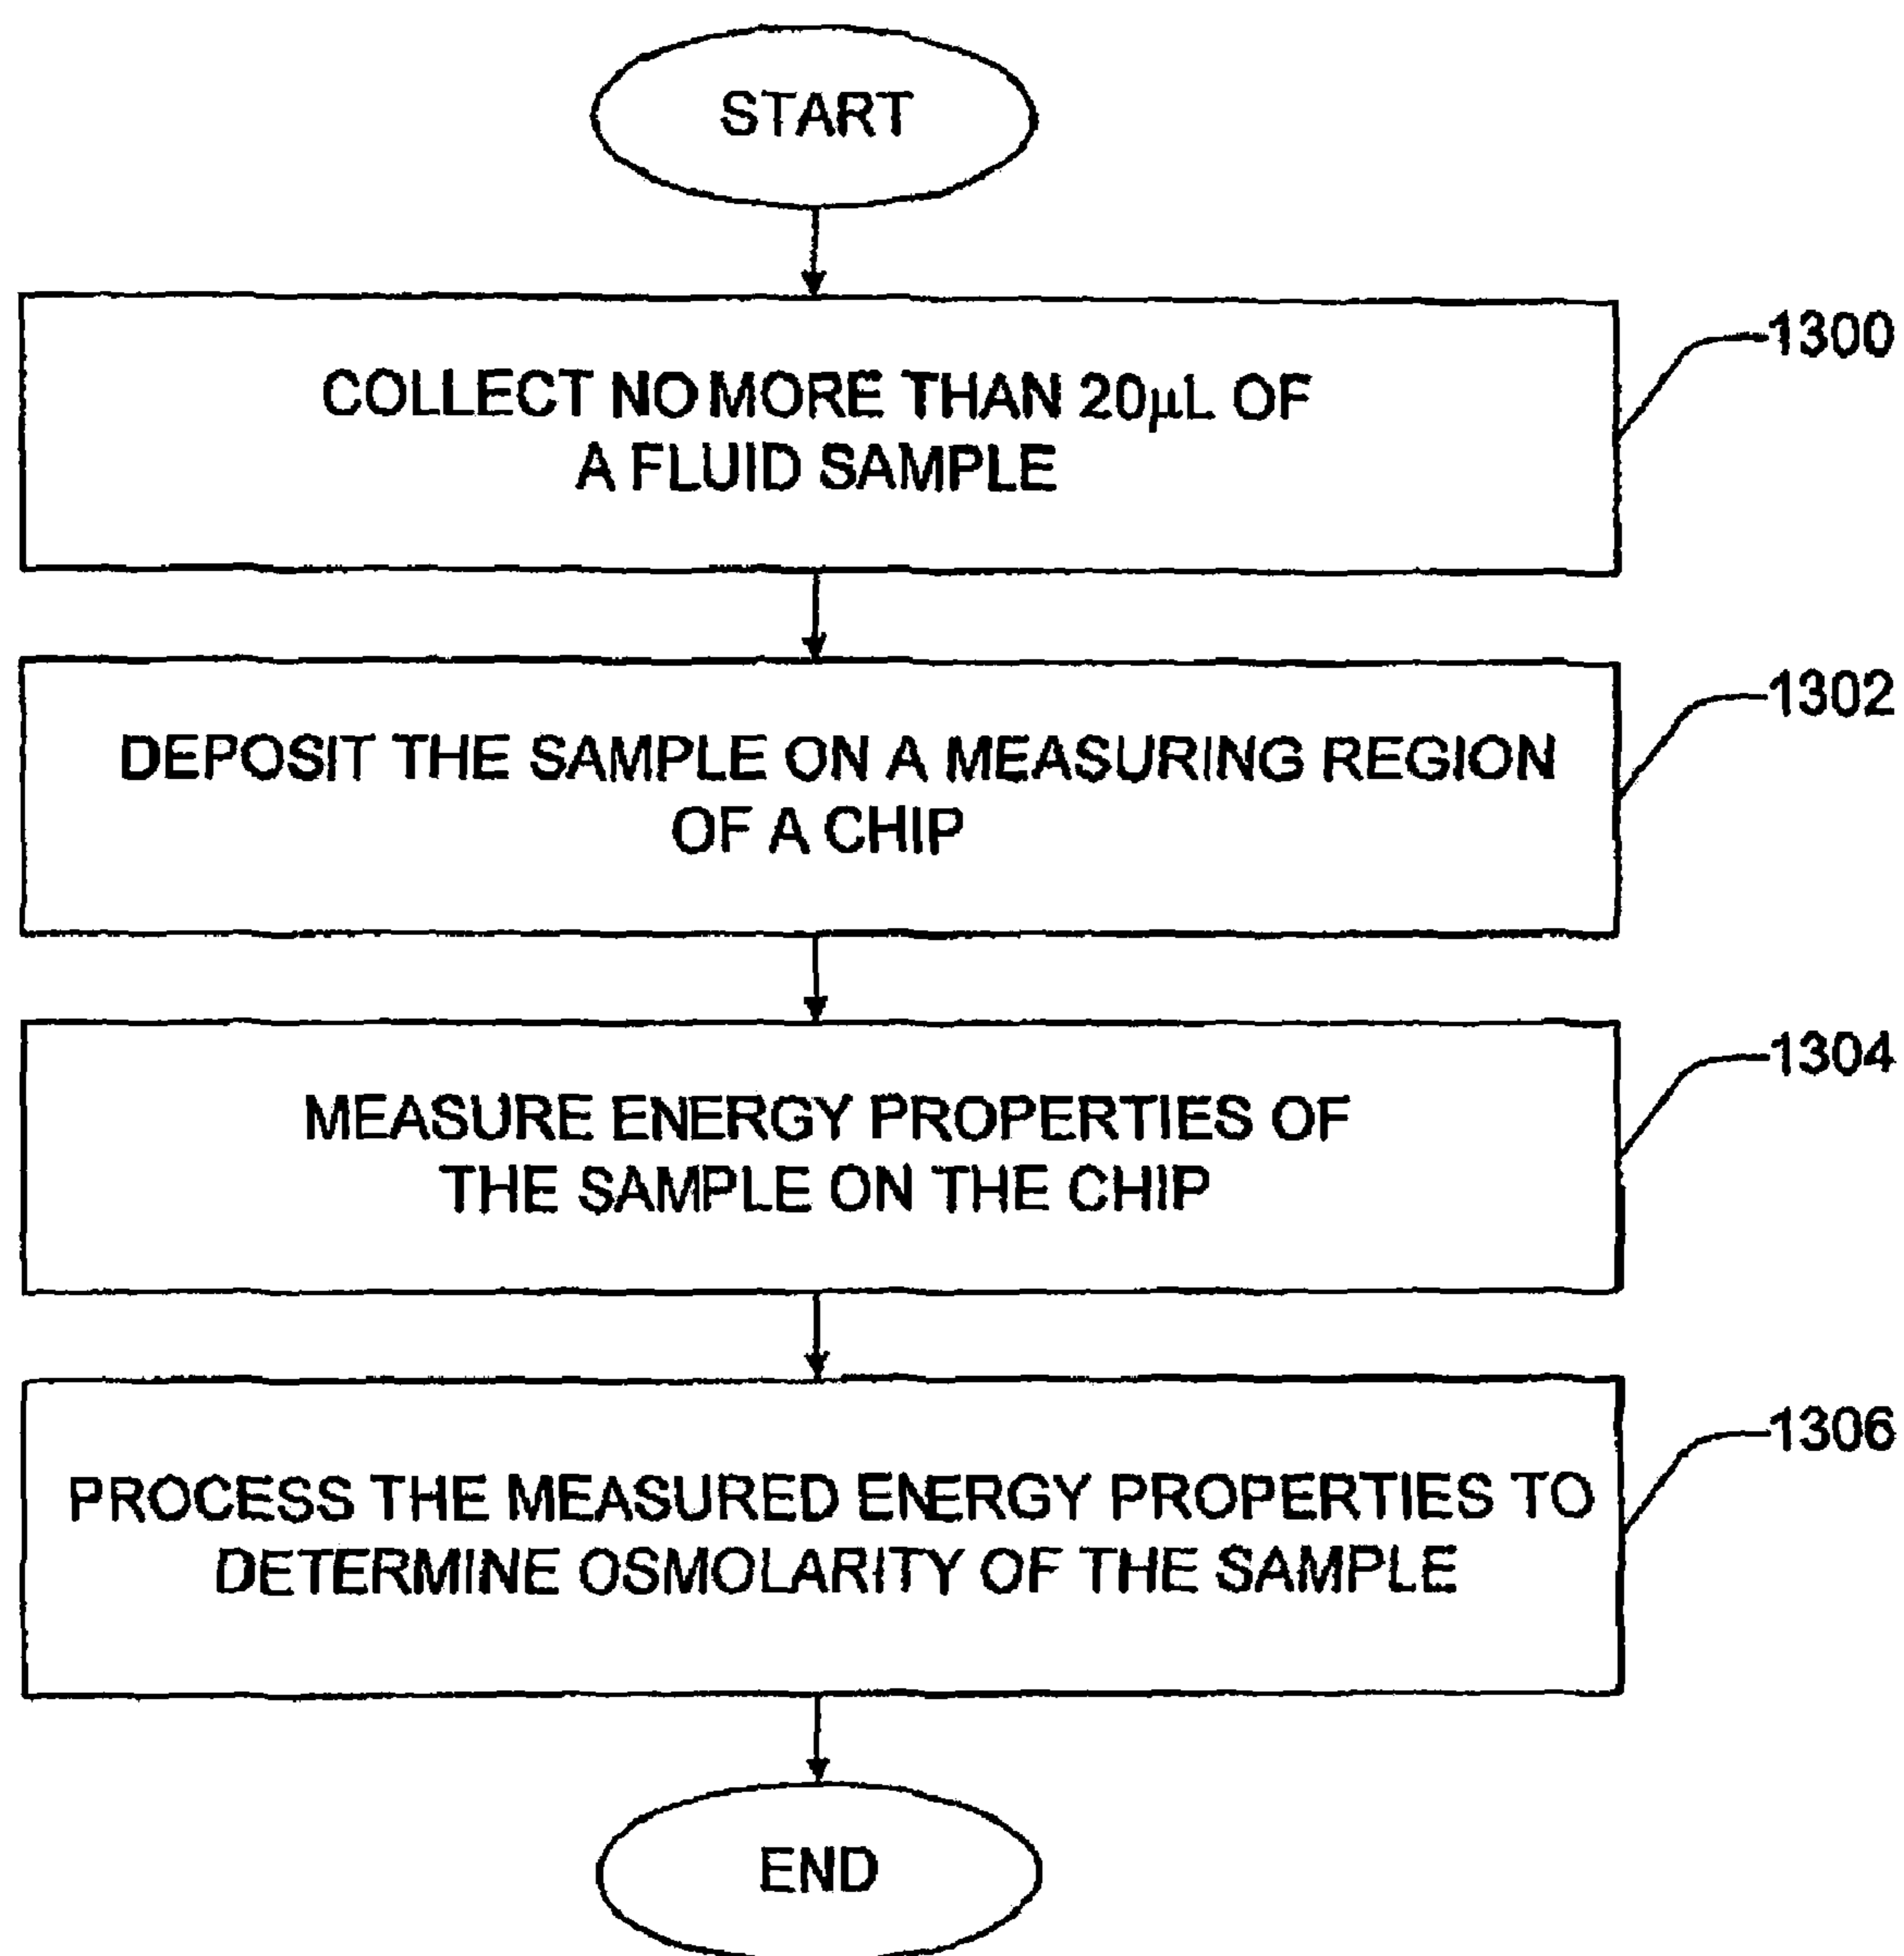 START
COLLECT NO MORE THAN 20μL OF
A FLUID SAMPLE
1300
DEPOSIT THE SAMPLE ON A MEASURING REGION
OF A CHIP
1302
MEASURE ENERGY PROPERTIES OF
THE SAMPLE ON THE CHIP
1304
PROCESS THE MEASURED ENERGY PROPERTIES TO
DETERMINE OSMOLARITY OF THE SAMPLE
1306
END